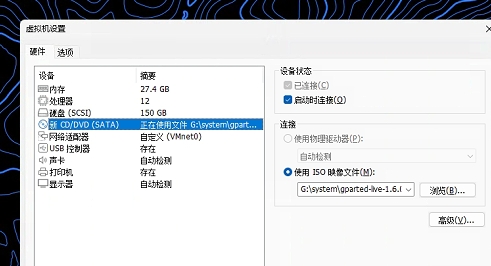 虚拟机设置
硬件 选项
设备 摘要
内存 27.4 GB
处理器 12
硬盘 (SCSI) 150 GB
新 CD/DVD (SATA) 正在使用文件 G:\system\gpart...
网络适配器 自定义 (VMnet0)
USB 控制器 存在
声卡 自动检测
打印机 存在
显示器 自动检测
设备状态
已连接(C)
启动时连接(O)
连接
使用物理驱动器(P):
自动检测
使用 ISO 映像文件(M):
G:\system\gparted-live-1.6.
浏览(B)...
高级(V)...